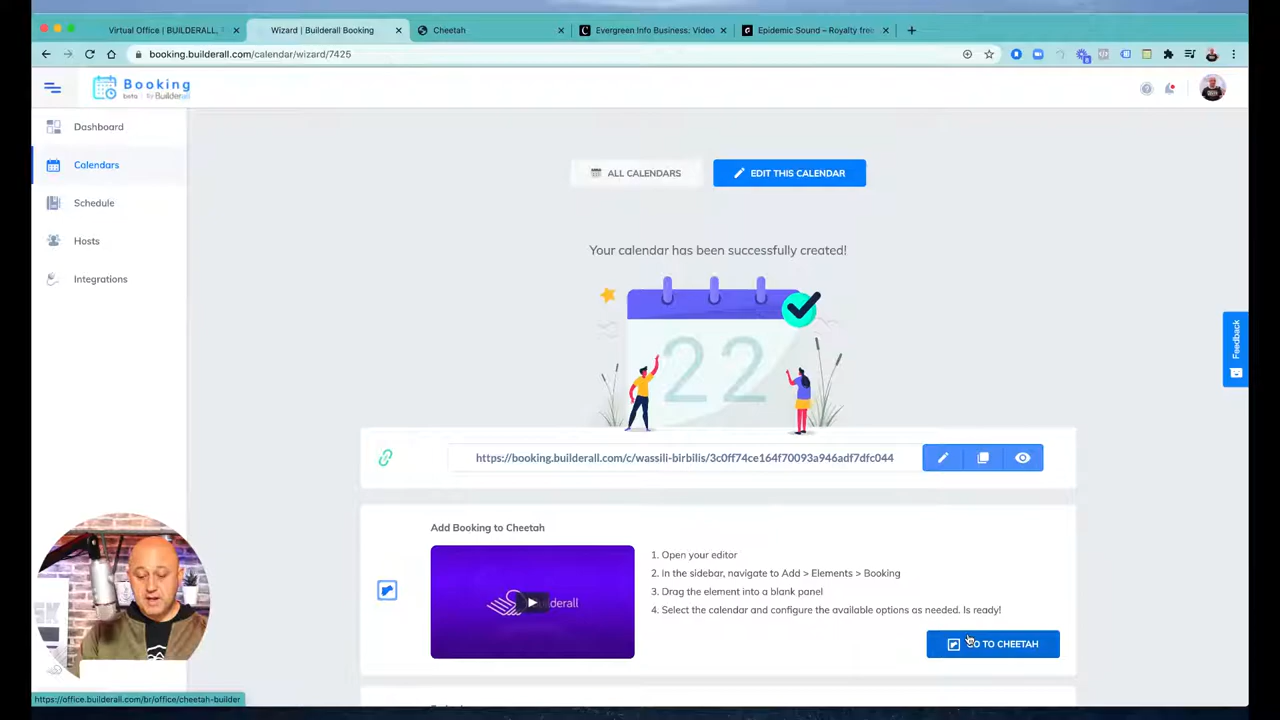 Virtual Office | BUILDERALL,
Wizard | Builderall Booking
Cheetah
Evergreen Info Business: Video
Epidemic Sound – Royalty free
booking.builderall.com/calendar/wizard/7425
Booking
beta for Builderall
Dashboard
Calendars
Schedule
Hosts
Integrations
ALL CALENDARS
EDIT THIS CALENDAR
Your calendar has been successfully created!
22
Feedback
https://booking.builderall.com/c/wassili-birbilis/3c0ff74ce164f70093a946adf7dfc044
Add Booking to Cheetah
1. Open your editor
2. In the sidebar, navigate to Add > Elements > Booking
3. Drag the element into a blank panel
4. Select the calendar and configure the available options as needed. Is ready!
GO TO CHEETAH
https://office.builderall.com/br/office/cheetah-builder